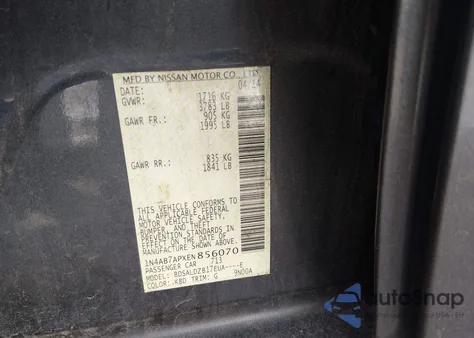 MFD BY NISSAN MOTOR CO., LTD.
DATE: 04/14
GVWR: 1716 KG
3783 LB
GAWR FR.: 905 KG
1995 LB
GAWR RR.: 835 KG
1841 LB
THIS VEHICLE CONFORMS TO
ALL APPLICABLE FEDERAL
MOTOR VEHICLE SAFETY,
BUMPER, AND THEFT
PREVENTION STANDARDS IN
EFFECT ON THE DATE OF
MANUFACTURE SHOWN ABOVE.
1N4AB7APXEN856070
PASSENGER CAR 713
MODEL: BDSALDZB17EUA----E
COLOR: KBD TRIM: G 9N00A
AutoSnap